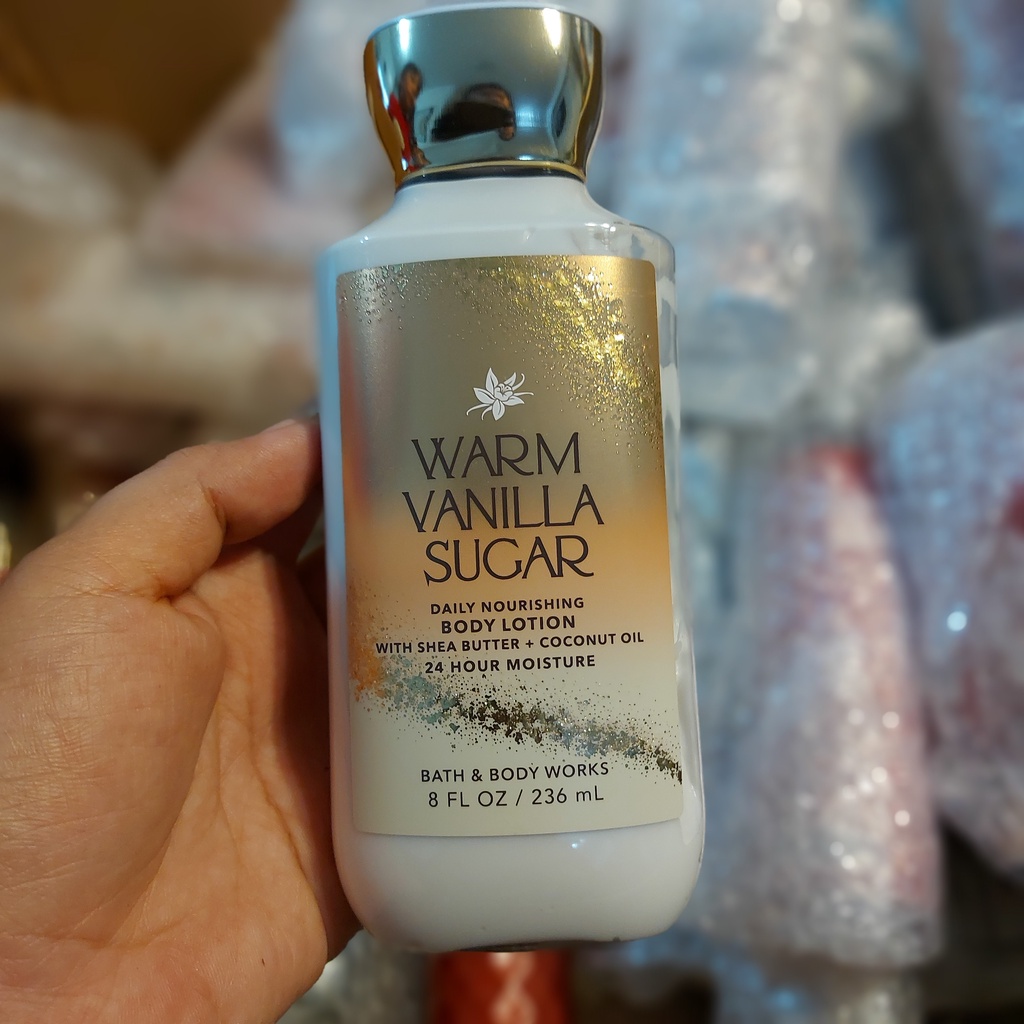 WARM
VANILLA
SUGAR
DAILY NOURISHING
BODY LOTION
WITH SHEA BUTTER + COCONUT OIL
24 HOUR MOISTURE
BATH & BODY WORKS
8 FL OZ / 236 mL